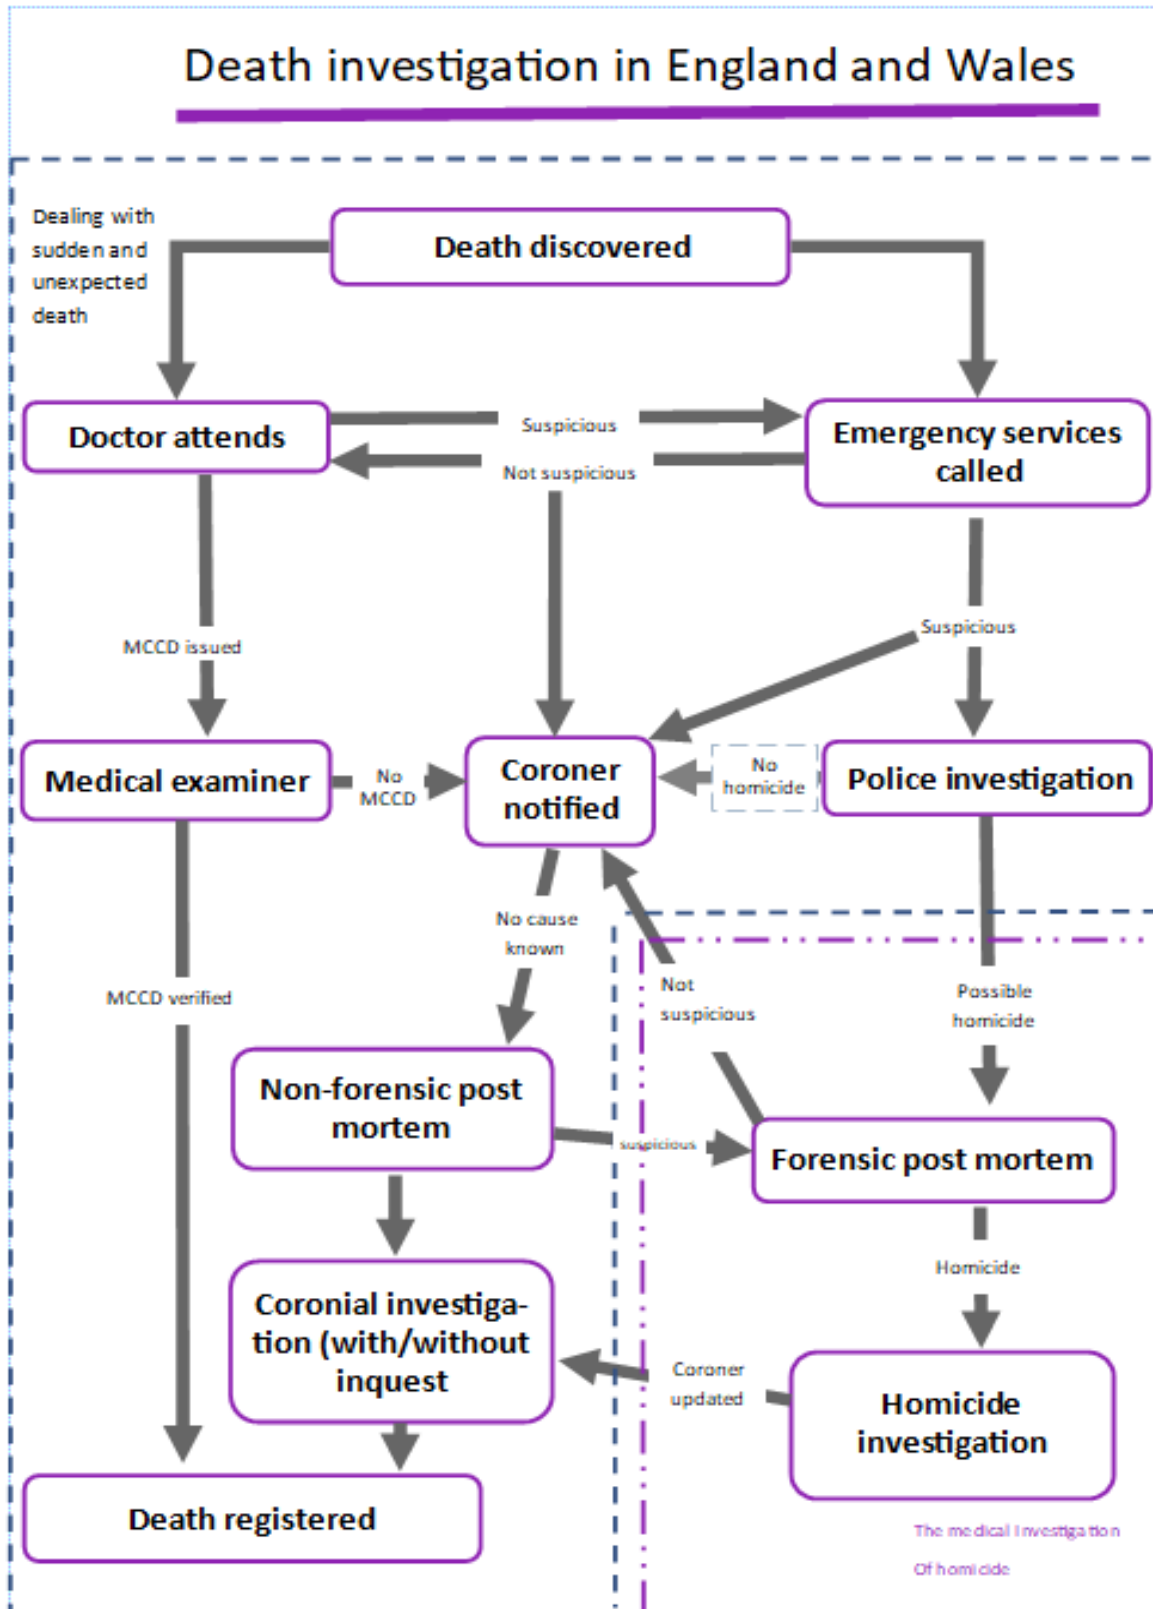 Death investigation in England and Wales
Dealing with
sudden and
unexpected
death
Death discovered
Doctor attends
Suspicious
Not suspicious
Emergency services
called
MCCD issued
Suspicious
Medical examiner
No
MCCD
Coroner
notified
No
homicide
Police investigation
No cause
known
MCCD verified
Not
suspicious
Possible
homicide
Non-forensic post
mortem
suspicious
Forensic post mortem
Homicide
Coronial investiga-
tion (with/without
inquest
Coroner
updated
Homicide
investigation
Death registered
The medical Investigation
Of homicide